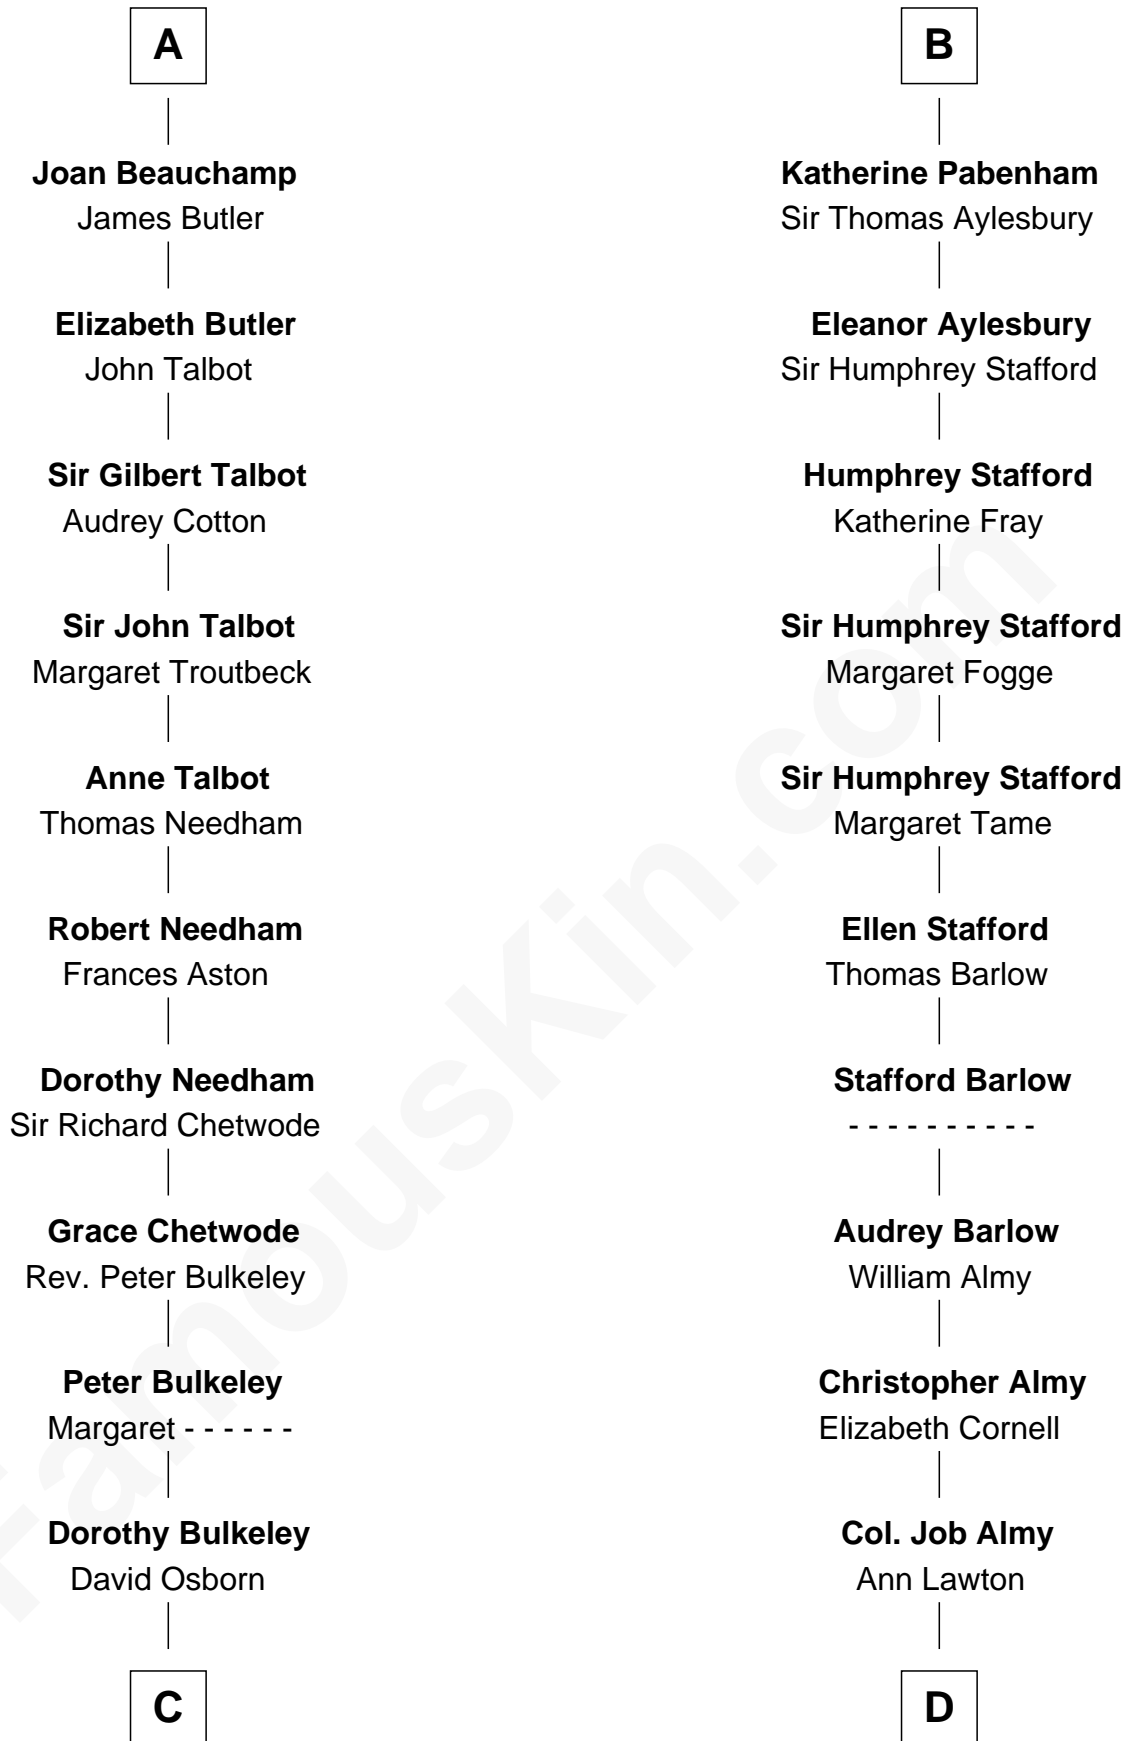 A
Joan Beauchamp
James Butler
Elizabeth Butler
John Talbot
Sir Gilbert Talbot
Audrey Cotton
Sir John Talbot
Margaret Troutbeck
Anne Talbot
Thomas Needham
Robert Needham
Frances Aston
Dorothy Needham
Sir Richard Chetwode
Grace Chetwode
Rev. Peter Bulkeley
Peter Bulkeley
Margaret - - - - - -
Dorothy Bulkeley
David Osborn
C
B
Katherine Pabenham
Sir Thomas Aylesbury
Eleanor Aylesbury
Sir Humphrey Stafford
Humphrey Stafford
Katherine Fray
Sir Humphrey Stafford
Margaret Fogge
Sir Humphrey Stafford
Margaret Tame
Ellen Stafford
Thomas Barlow
Stafford Barlow
- - - - - - - - - -
Audrey Barlow
William Almy
Christopher Almy
Elizabeth Cornell
Col. Job Almy
Ann Lawton
D
FamousKin.com